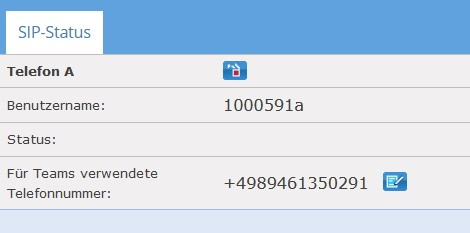 SIP-Status
Telefon A
Benutzername: 1000591a
Status:
Für Teams verwendete
Telefonnummer: +4989461350291